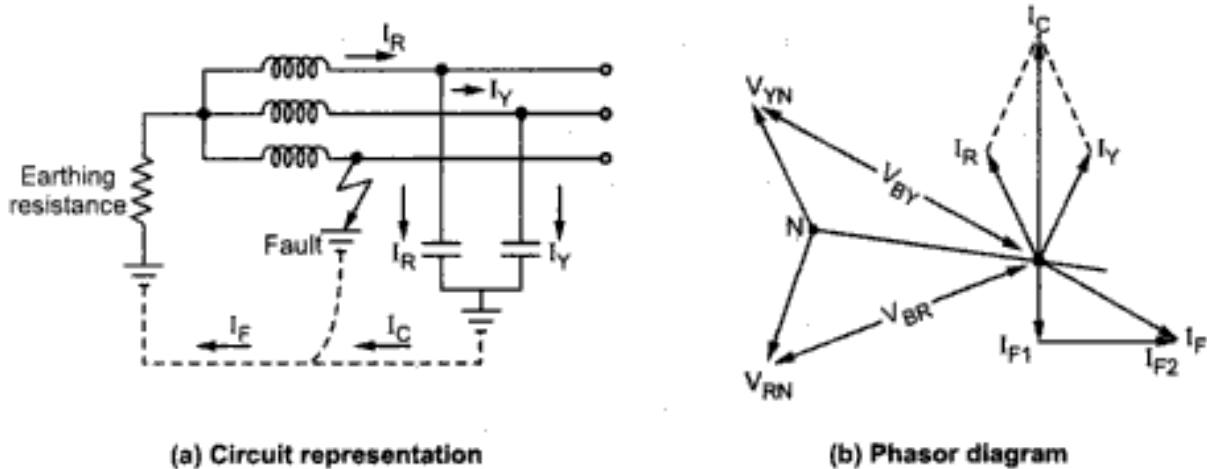 I_R
I_Y
Earthing
resistance
Fault
I_R
I_Y
I_F
I_C
(a) Circuit representation
I_C
V_YN
I_R
I_Y
V_BY
N
V_BR
V_RN
I_F1
I_F2
I_F
(b) Phasor diagram